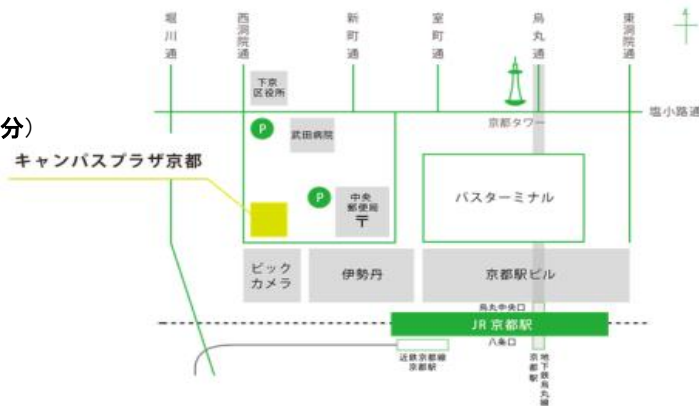 堀川通
西洞院通
新町通
室町通
烏丸通
東洞院通
下京
区役所
塩小路通
京都タワー
分）
P
武田病院
キャンパスプラザ京都
P
中央
郵便局
〒
バスターミナル
ビック
カメラ
伊勢丹
京都駅ビル
烏丸中央口
JR 京都駅
八条口
近鉄京都線
京都駅
地下鉄烏丸線
京都駅